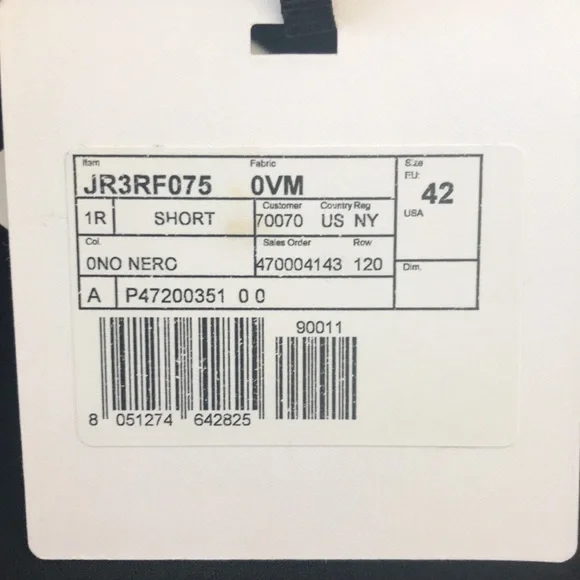 Item Fabric Size
JR3RF075 0VM EU: 42
Customer Country Reg
1R SHORT 70070 US NY USA
Col. Sales Order Row
0NO NERO 470004143 120 Dim.
A P47200351 0 0
90011
8 051274 642825